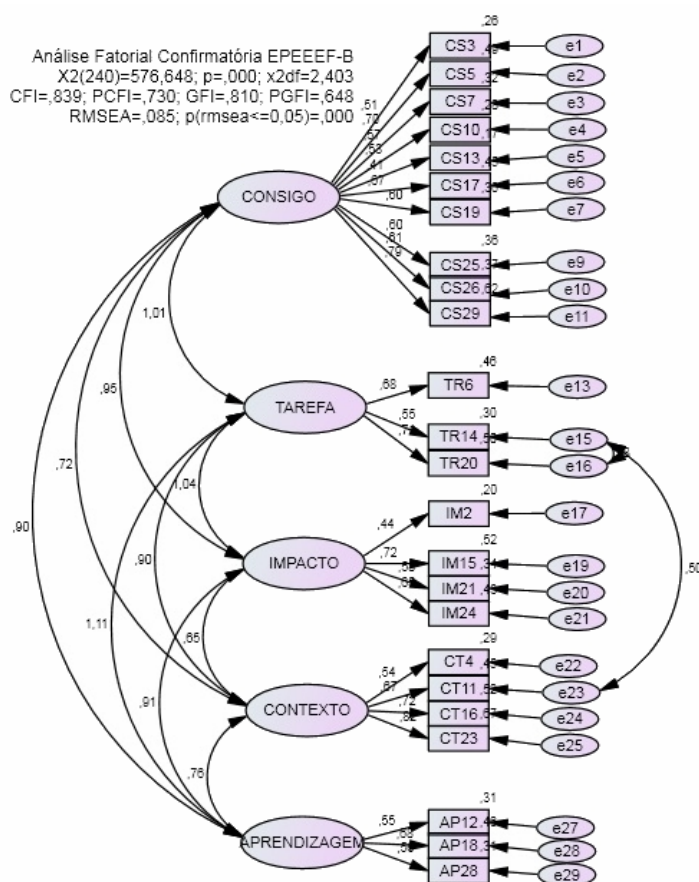 ,26
Análise Fatorial Confirmatória EPEEEF-B
X2(240)=576,648; p=,000; x2df=2,403
CFI=,839; PCFI=,730; GFI=,810; PGFI=,648
RMSEA=,085; p(rmsea<=0,05)=,000
CS3
e1
CS5
e2
CS7
e3
CS10
e4
CS13
e5
CS17
e6
CS19
e7
,51
,60
CONSIGO
,60
,61
,79
,36
CS25
e9
CS26
e10
CS29
e11
1,01
,46
,68
TR6
e13
,95
TAREFA
,30
,55
TR14
e15
TR20
e16
,72
1,04
,20
,44
IM2
e17
,90
,90
IMPACTO
,52
,72
IM15
e19
IM21
e20
IM24
e21
,50
1,11
,65
,29
,54
CT4
e22
,67
CT11
e23
,91
CONTEXTO
,72
CT16
e24
CT23
e25
,76
,31
APRENDIZAGEM
,55
AP12
e27
AP18
e28
AP28
e29